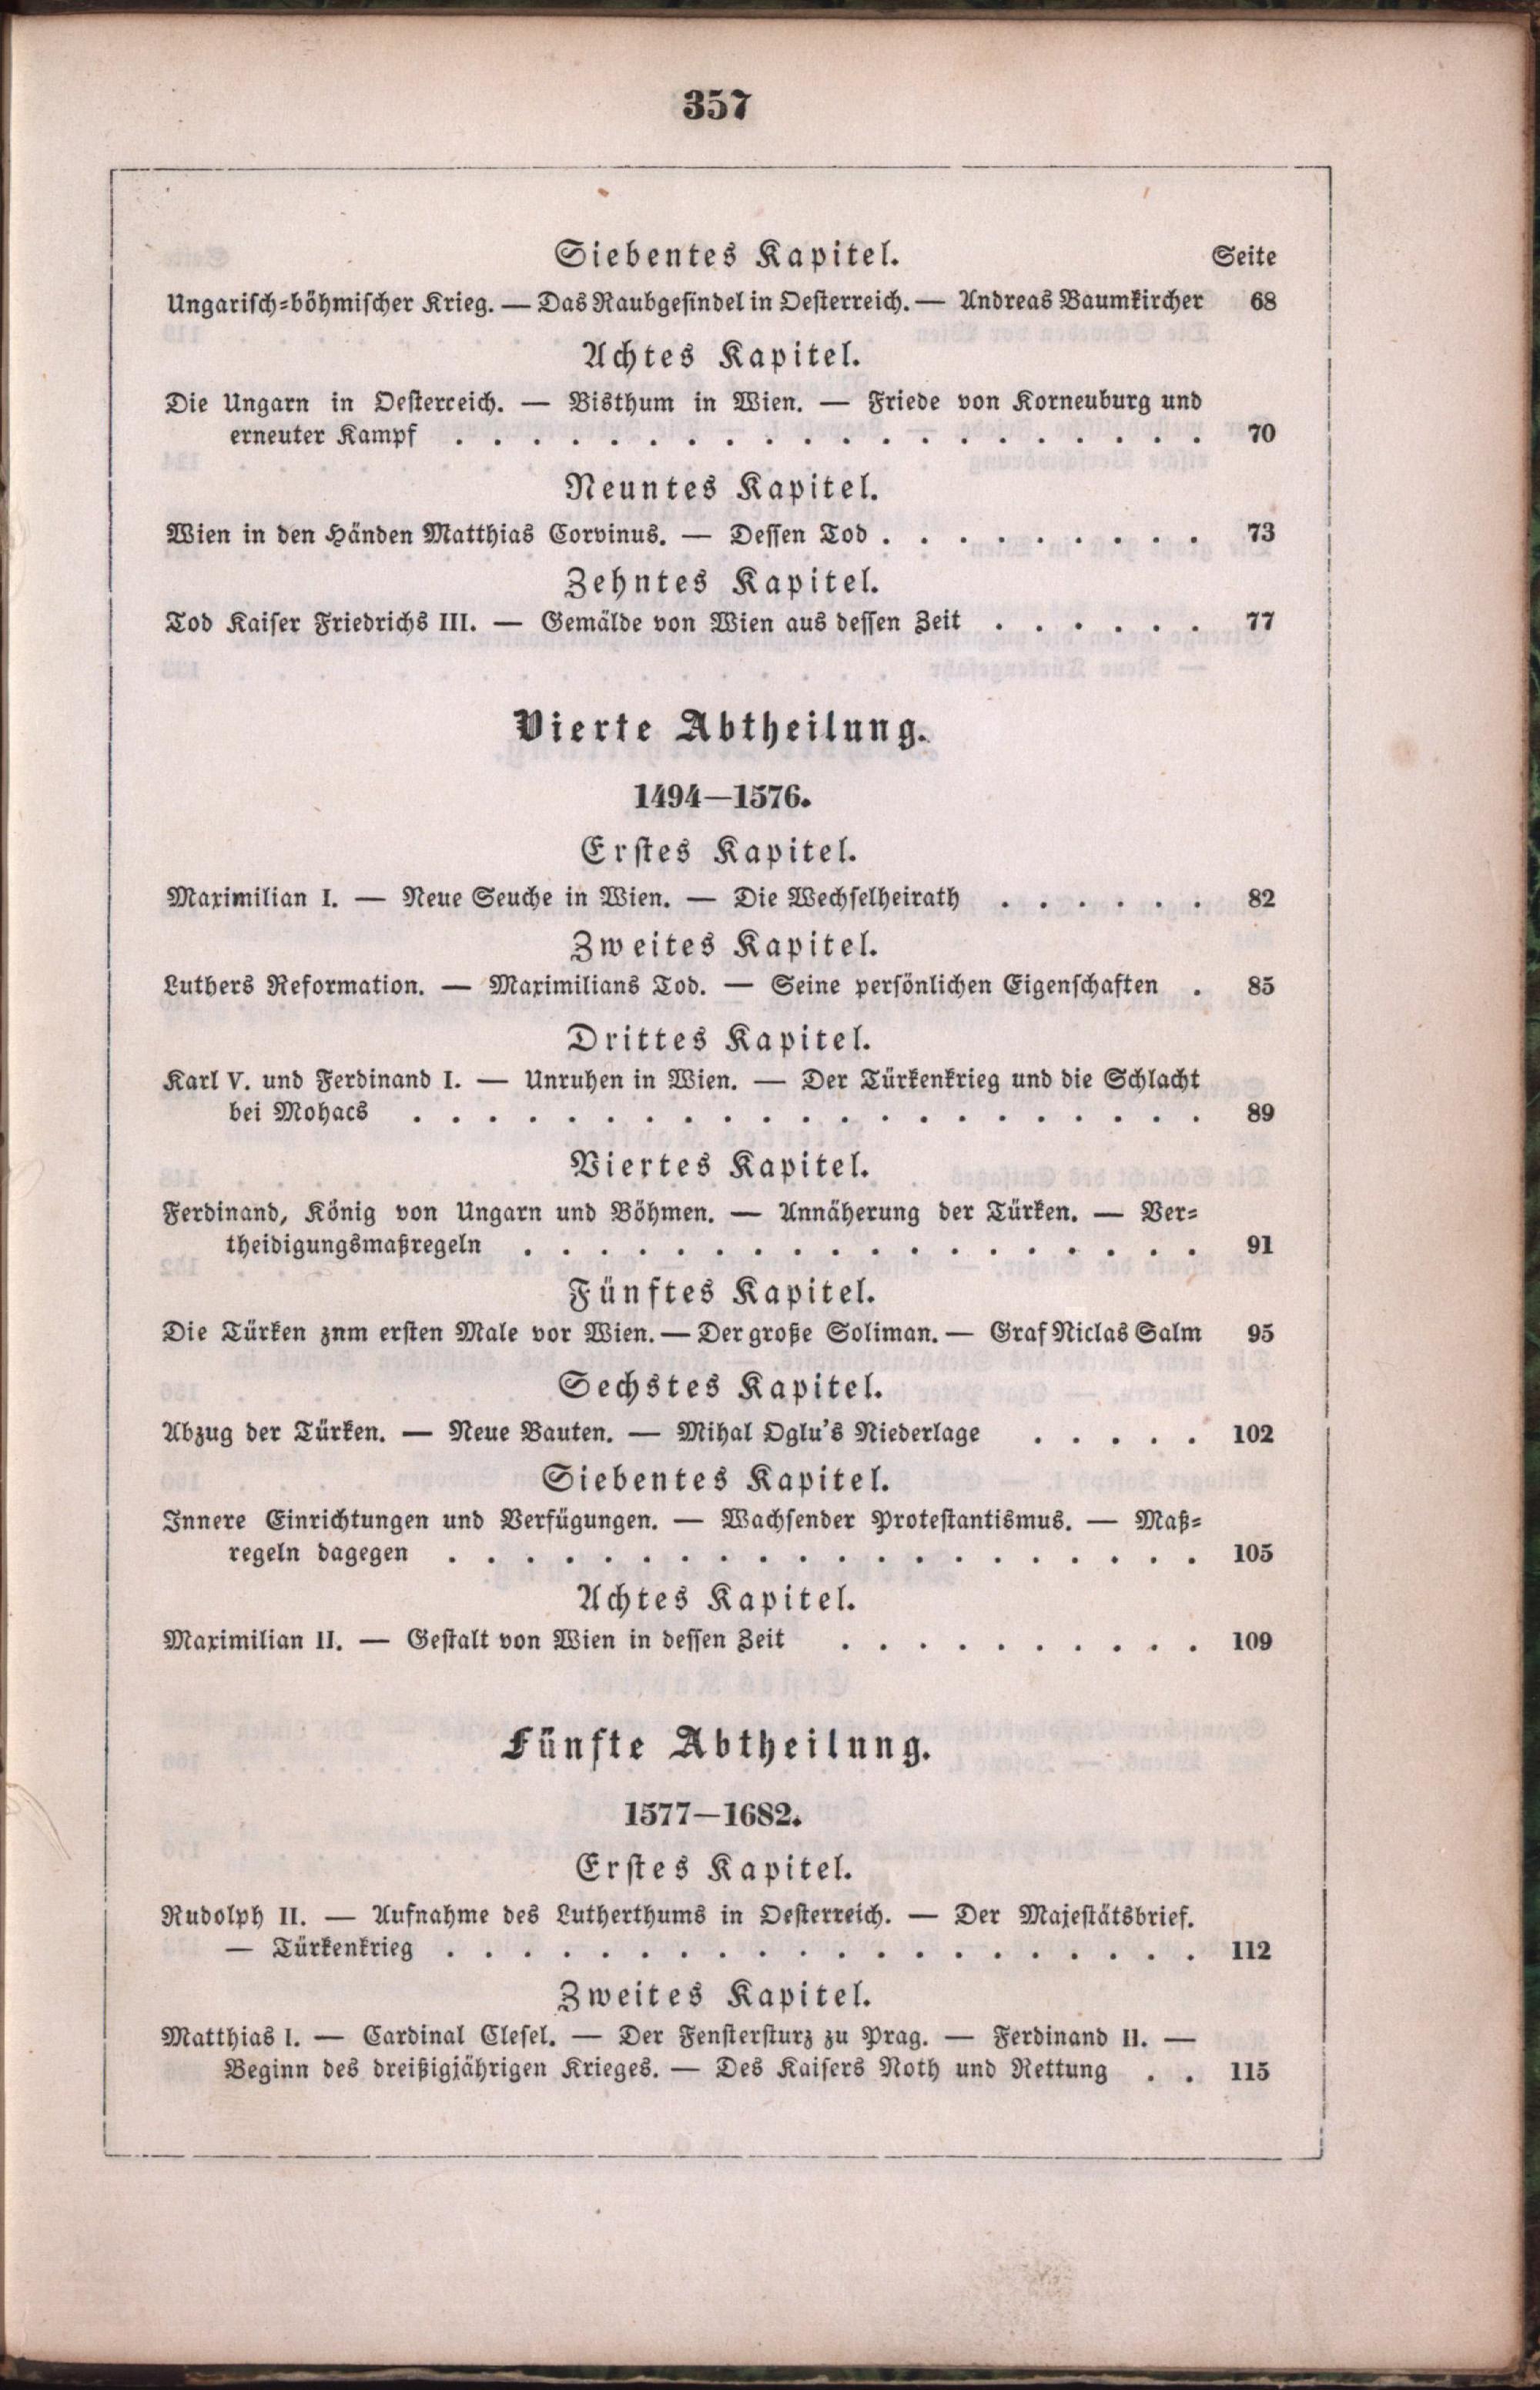 357
Siebentes Kapitel. Seite
Ungarisch-böhmischer Krieg. — Das Raubgesindel in Oesterreich. — Andreas Baumkircher 68
Achtes Kapitel.
Die Ungarn in Oesterreich. — Bisthum in Wien. — Friede von Korneuburg und
erneuter Kampf . . . . . . . . . . . . . . . . . . . . 70
Neuntes Kapitel.
Wien in den Händen Matthias Corvinus. — Dessen Tod . . . . . . . . . 73
Zehntes Kapitel.
Tod Kaiser Friedrichs III. — Gemälde von Wien aus dessen Zeit . . . . . . 77
Vierte Abtheilung.
1494—1576.
Erstes Kapitel.
Maximilian I. — Neue Seuche in Wien. — Die Wechselheirath . . . . . . 82
Zweites Kapitel.
Luthers Reformation. — Maximilians Tod. — Seine persönlichen Eigenschaften . 85
Drittes Kapitel.
Karl V. und Ferdinand I. — Unruhen in Wien. — Der Türkenkrieg und die Schlacht
bei Mohacs . . . . . . . . . . . . . . . . . . . . . 89
Viertes Kapitel.
Ferdinand, König von Ungarn und Böhmen. — Annäherung der Türken. — Ver-
theidigungsmaßregeln . . . . . . . . . . . . . . . . . . 91
Fünftes Kapitel.
Die Türken znm ersten Male vor Wien. — Der große Soliman. — Graf Niclas Salm 95
Sechstes Kapitel.
Abzug der Türken. — Neue Bauten. — Mihal Oglu's Niederlage . . . . . 102
Siebentes Kapitel.
Innere Einrichtungen und Verfügungen. — Wachsender Protestantismus. — Maß-
regeln dagegen . . . . . . . . . . . . . . . . . . . . 105
Achtes Kapitel.
Maximilian II. — Gestalt von Wien in dessen Zeit . . . . . . . . . . 109
Fünfte Abtheilung.
1577—1682.
Erstes Kapitel.
Rudolph II. — Aufnahme des Lutherthums in Oesterreich. — Der Majestätsbrief.
— Türkenkrieg . . . . . . . . . . . . . . . . . . . . 112
Zweites Kapitel.
Matthias I. — Cardinal Clesel. — Der Fenstersturz zu Prag. — Ferdinand II. —
Beginn des dreißigjährigen Krieges. — Des Kaisers Noth und Rettung . . 115